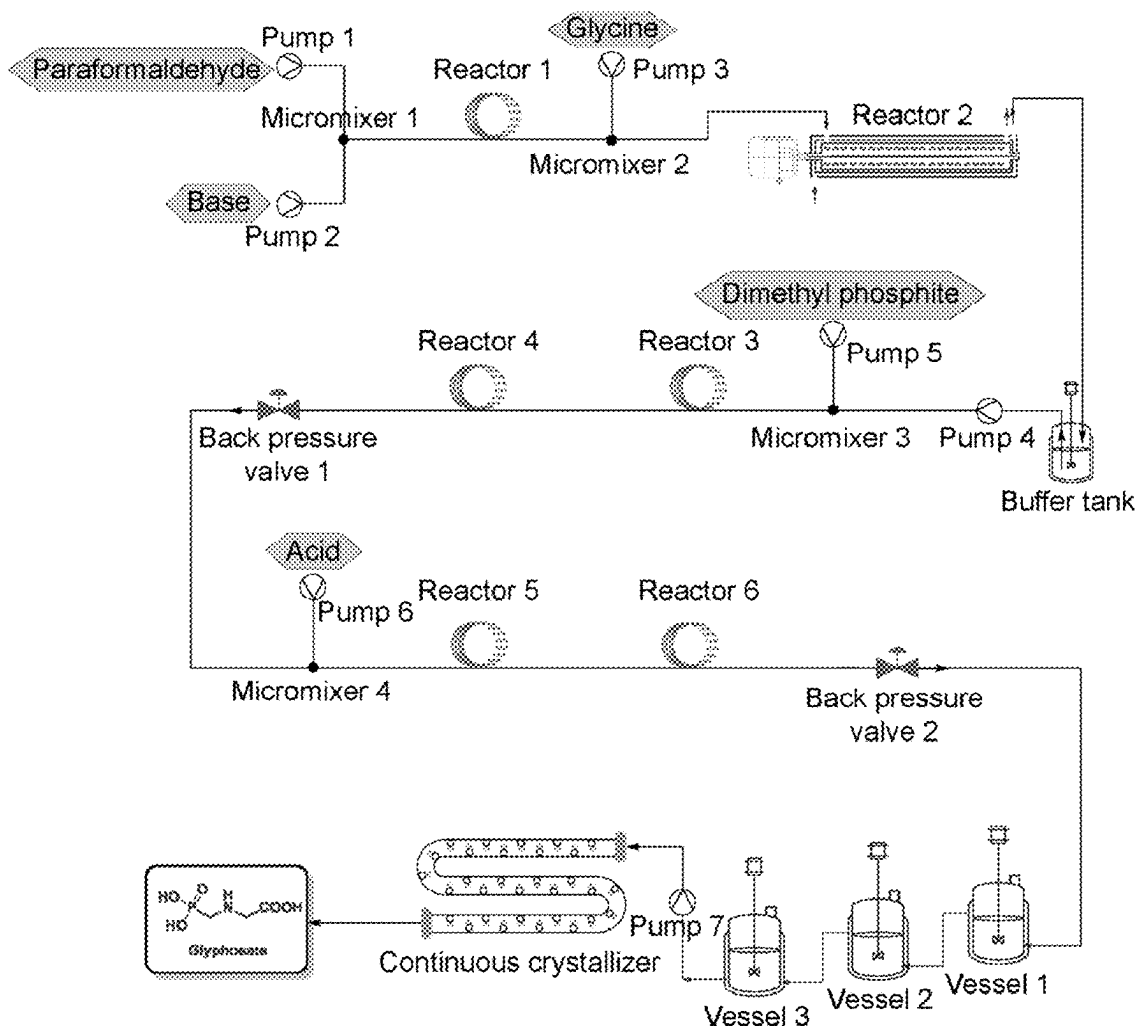 Pump 1
Glycine
Paraformaldehyde
Reactor 1
Pump 3
Micromixer 1
Reactor 2
Micromixer 2
Base
Pump 2
Dimethyl phosphite
Reactor 4
Reactor 3
Pump 5
Back pressure
valve 1
Micromixer 3
Pump 4
Buffer tank
Acid
Reactor 5
Reactor 6
Pump 6
Micromixer 4
Back pressure
valve 2
HO
O
P
HO
H
N
COOH
Glyphosate
Pump 7
Continuous crystallizer
Vessel 3
Vessel 2
Vessel 1